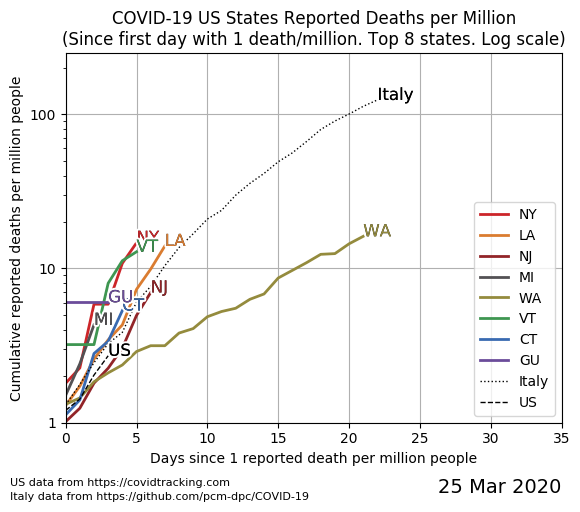 COVID-19 US States Reported Deaths per Million
(Since first day with 1 death/million. Top 8 states. Log scale)
Cumulative reported deaths per million people
100
10
1
Italy
WA
NY
VT
LA
GU
CT
NJ
MI
US
NY
LA
NJ
MI
WA
VT
CT
GU
Italy
US
0 5 10 15 20 25 30 35
Days since 1 reported death per million people
US data from https://covidtracking.com
Italy data from https://github.com/pcm-dpc/COVID-19
25 Mar 2020